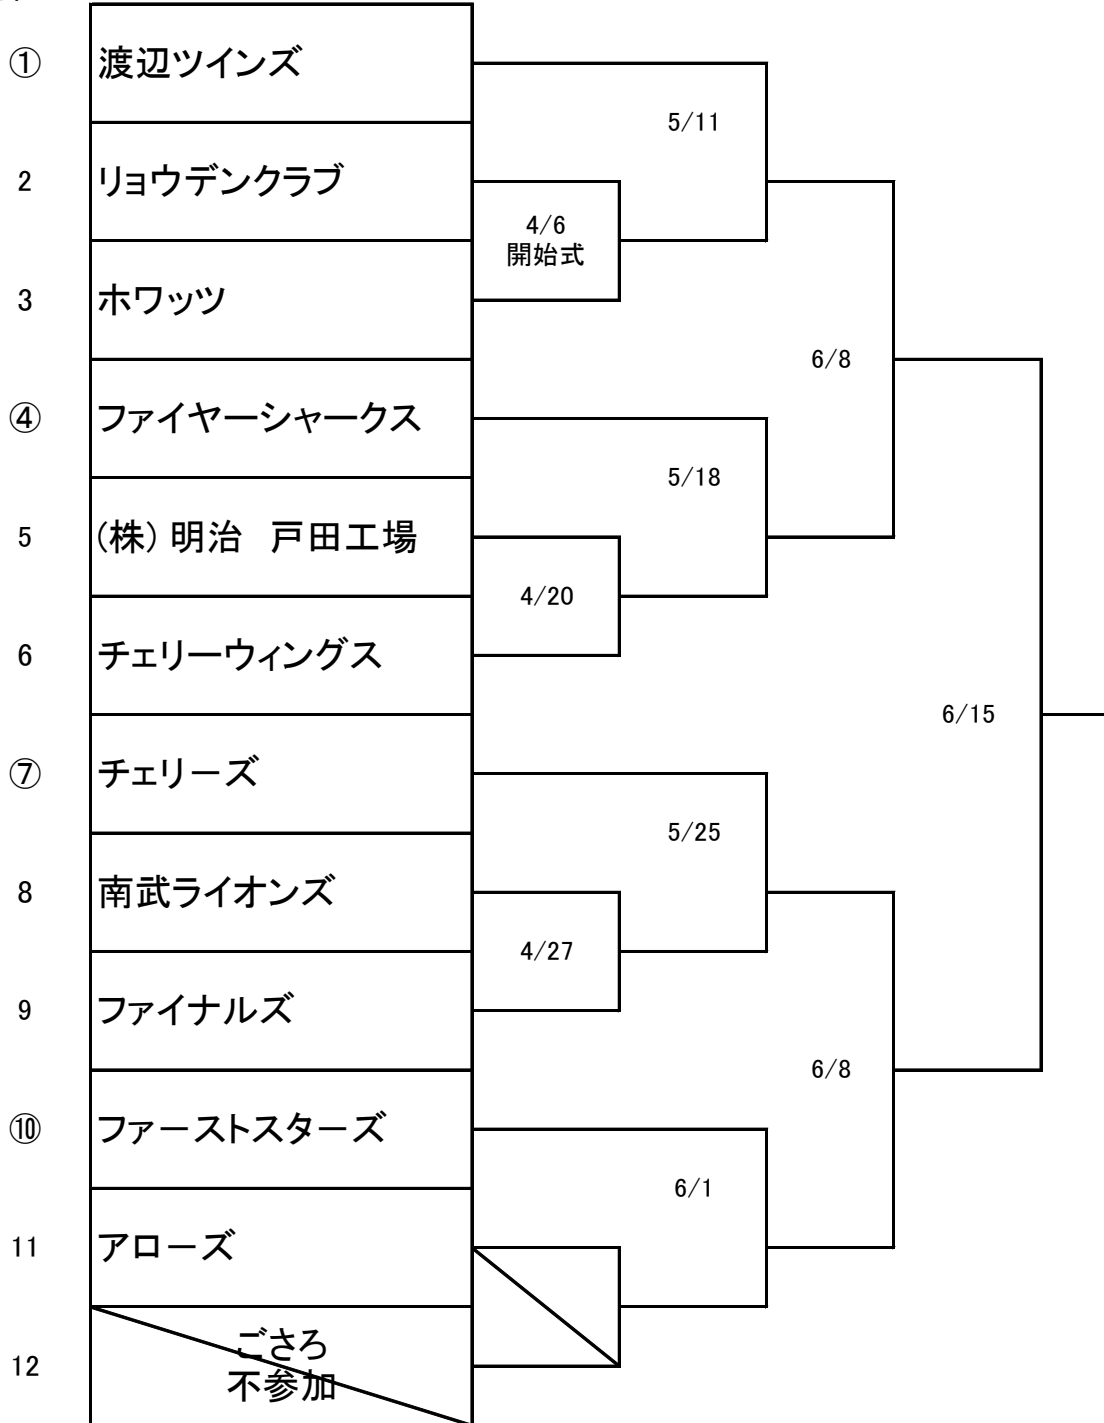 ① 渡辺ツインズ
5/11
2 リョウデンクラブ
4/6
開始式
3 ホワッツ
6/8
④ ファイヤーシャークス
5/18
5 (株)明治　戸田工場
4/20
6 チェリーウィングス
6/15
⑦ チェリーズ
5/25
8 南武ライオンズ
4/27
9 ファイナルズ
6/8
⑩ ファーストスターズ
6/1
11 アローズ
12 ごさろ
不参加